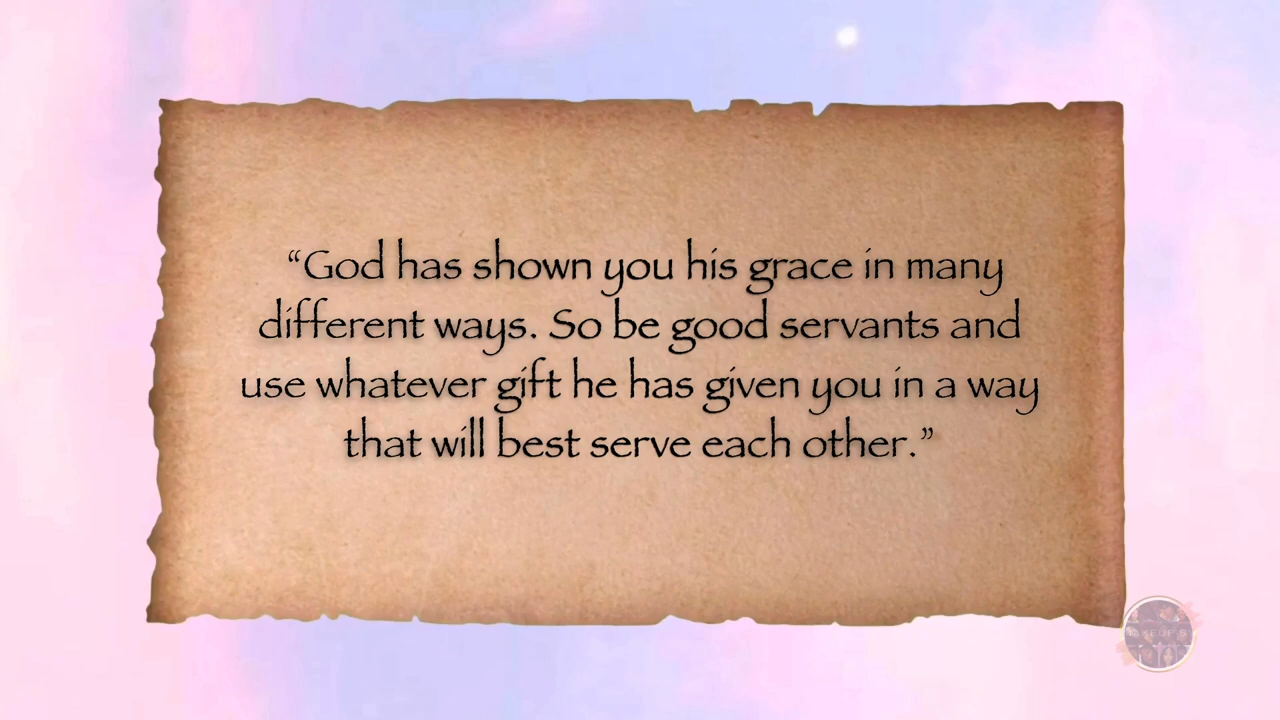 “God has shown you his grace in many
different ways. So be good servants and
use whatever gift he has given you in a way
that will best serve each other.”